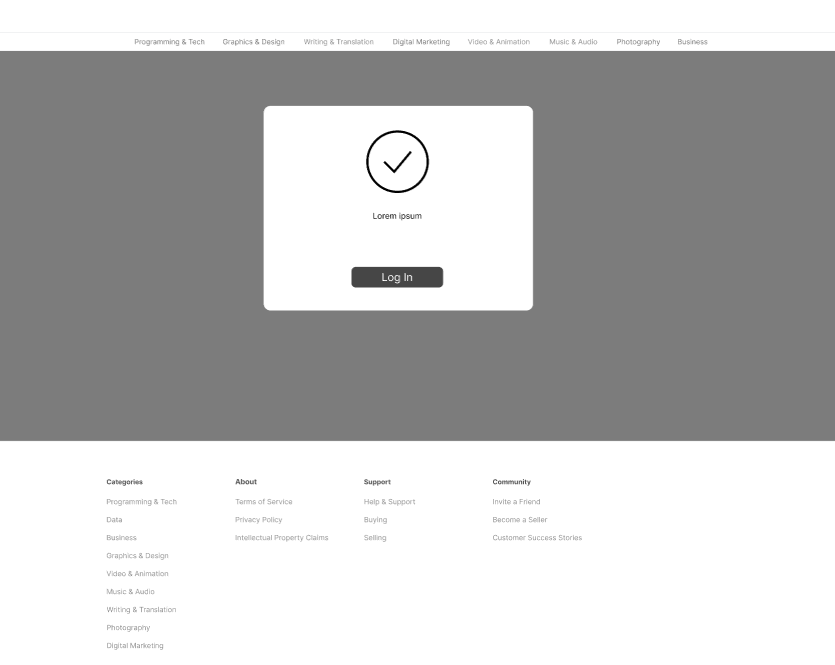 Programming & Tech Graphics & Design Writing & Translation Digital Marketing Video & Animation Music & Audio Photography Business
Lorem ipsum
Log In
Categories
Programming & Tech
Data
Business
Graphics & Design
Video & Animation
Music & Audio
Writing & Translation
Photography
Digital Marketing
About
Terms of Service
Privacy Policy
Intellectual Property Claims
Support
Help & Support
Buying
Selling
Community
Invite a Friend
Become a Seller
Customer Success Stories